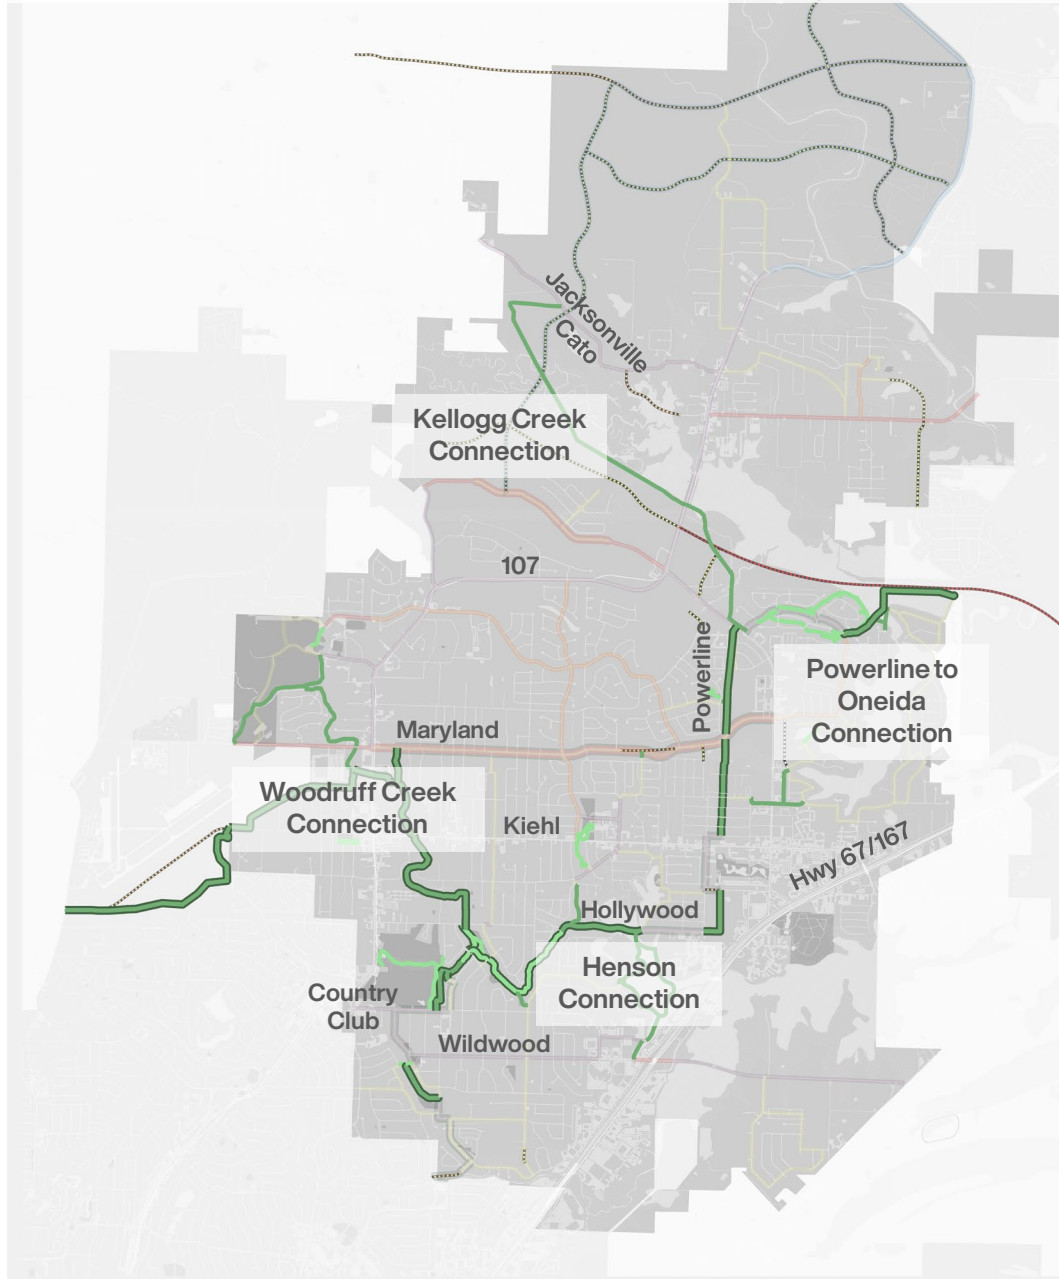 Jacksonville
Cato
Kellogg Creek
Connection
107
Powerline
Powerline to
Oneida
Connection
Maryland
Woodruff Creek
Connection
Kiehl
Hwy 67/167
Hollywood
Henson
Connection
Country
Club
Wildwood